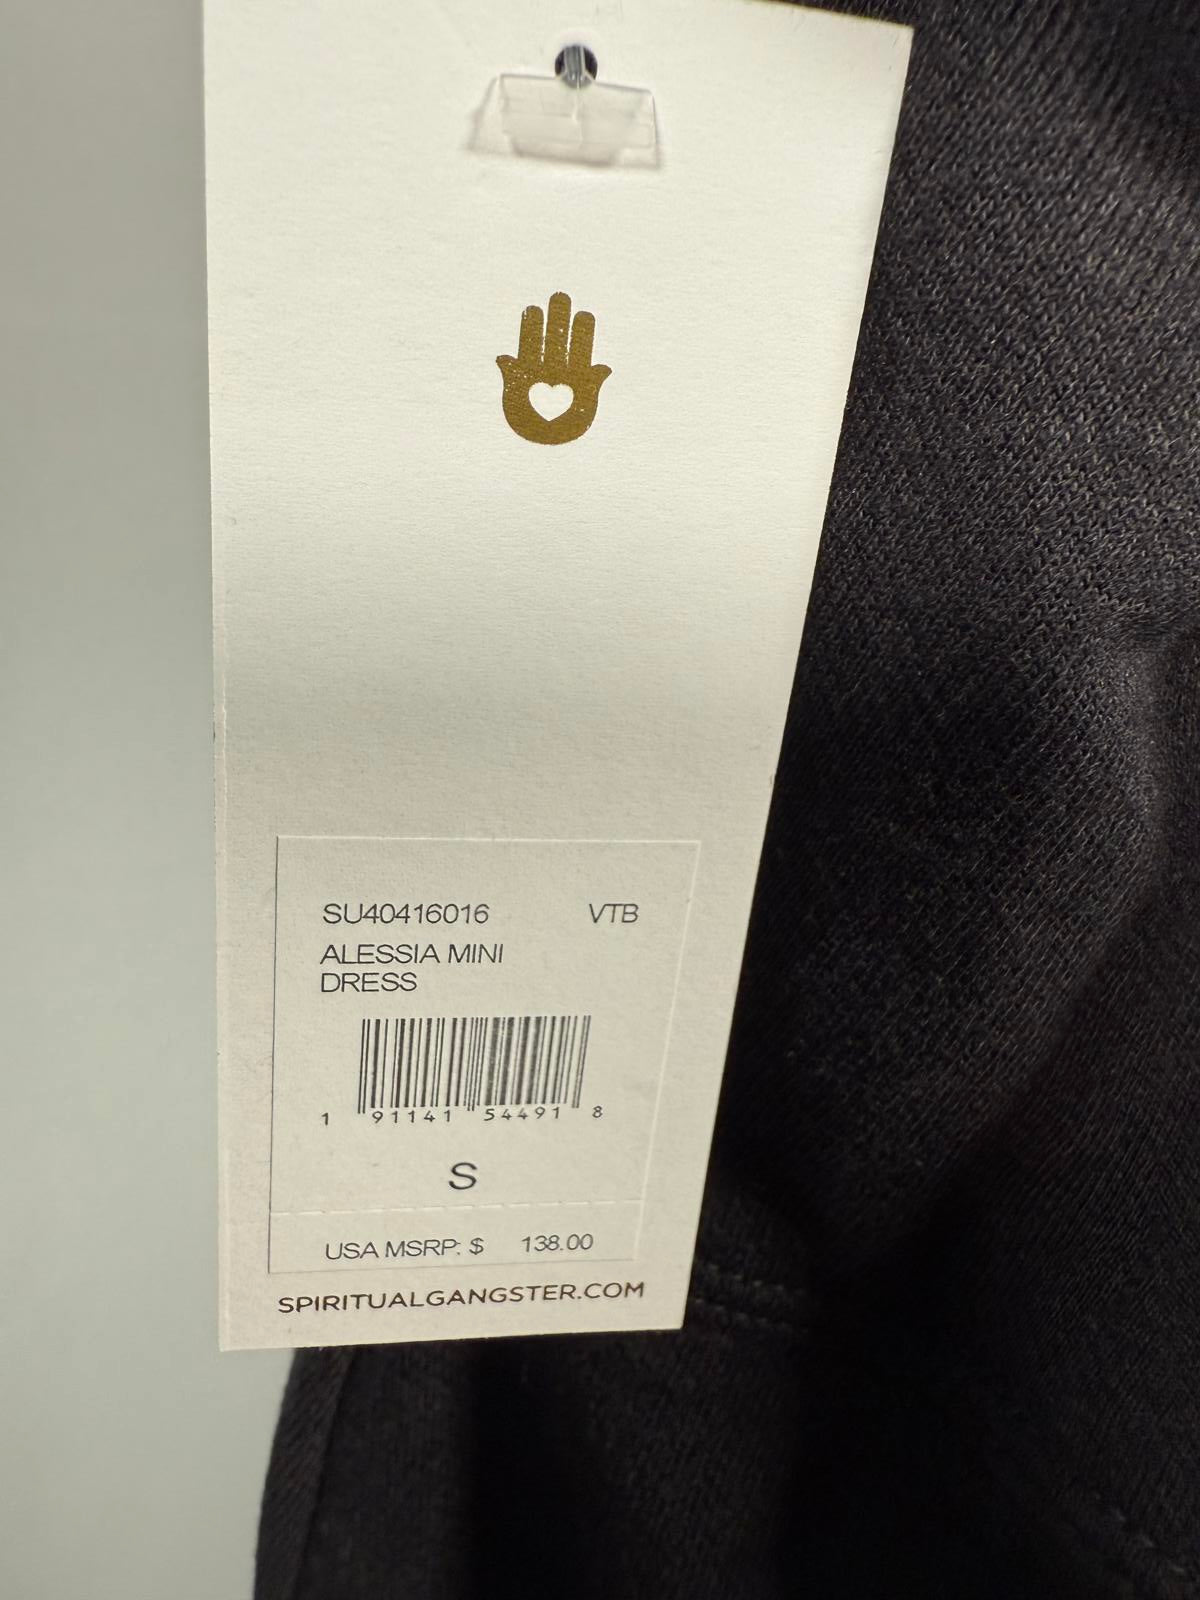 SU40416016 VTB
ALESSIA MINI
DRESS
1 91141 54491 8
S
USA MSRP: $ 138.00
SPIRITUALGANGSTER.COM